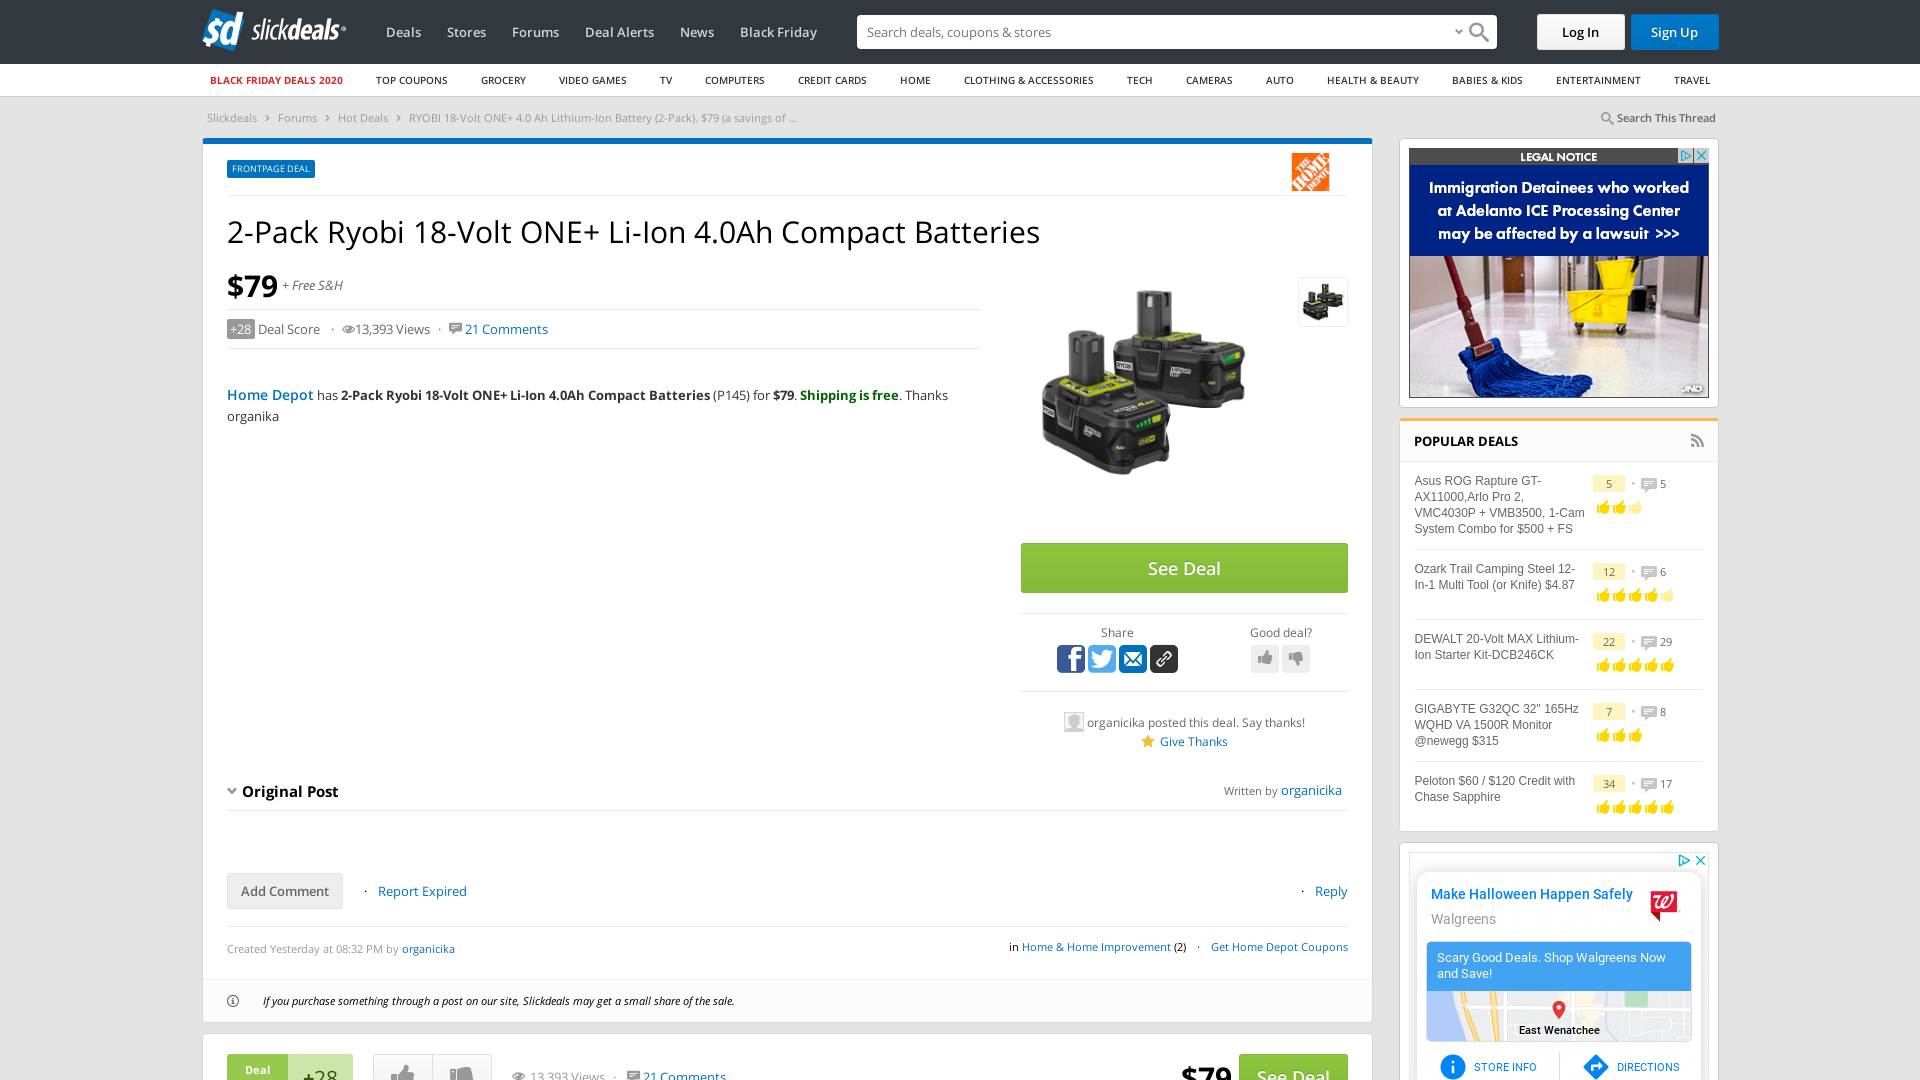 sd slickdeals
Deals Stores Forums Deal Alerts News Black Friday
Search deals, coupons & stores
Log In
Sign Up
BLACK FRIDAY DEALS 2020 TOP COUPONS GROCERY VIDEO GAMES TV COMPUTERS CREDIT CARDS HOME CLOTHING & ACCESSORIES TECH CAMERAS AUTO HEALTH & BEAUTY BABIES & KIDS ENTERTAINMENT TRAVEL
Slickdeals › Forums › Hot Deals › RYOBI 18-Volt ONE+ 4.0 Ah Lithium-Ion Battery (2-Pack). $79 (a savings of ...
Search This Thread
FRONTPAGE DEAL
THE HOME DEPOT
2-Pack Ryobi 18-Volt ONE+ Li-Ion 4.0Ah Compact Batteries
$79 + Free S&H
+28 Deal Score · 13,393 Views · 21 Comments
Home Depot has 2-Pack Ryobi 18-Volt ONE+ Li-Ion 4.0Ah Compact Batteries (P145) for $79. Shipping is free. Thanks
organika
See Deal
Share
Good deal?
organicika posted this deal. Say thanks!
Give Thanks
Original Post
Written by organicika
Add Comment
· Report Expired
· Reply
Created Yesterday at 08:32 PM by organicika
in Home & Home Improvement (2) · Get Home Depot Coupons
If you purchase something through a post on our site, Slickdeals may get a small share of the sale.
Deal
+28
13,393 Views · 21 Comments
$79
See Deal
LEGAL NOTICE
Immigration Detainees who worked
at Adelanto ICE Processing Center
may be affected by a lawsuit >>>
JND
POPULAR DEALS
Asus ROG Rapture GT-
AX11000,Arlo Pro 2,
VMC4030P + VMB3500, 1-Cam
System Combo for $500 + FS
5 • 5
Ozark Trail Camping Steel 12-
In-1 Multi Tool (or Knife) $4.87
12 • 6
DEWALT 20-Volt MAX Lithium-
Ion Starter Kit-DCB246CK
22 • 29
GIGABYTE G32QC 32" 165Hz
WQHD VA 1500R Monitor
@newegg $315
7 • 8
Peloton $60 / $120 Credit with
Chase Sapphire
34 • 17
Make Halloween Happen Safely
Walgreens
Scary Good Deals. Shop Walgreens Now
and Save!
East Wenatchee
STORE INFO
DIRECTIONS